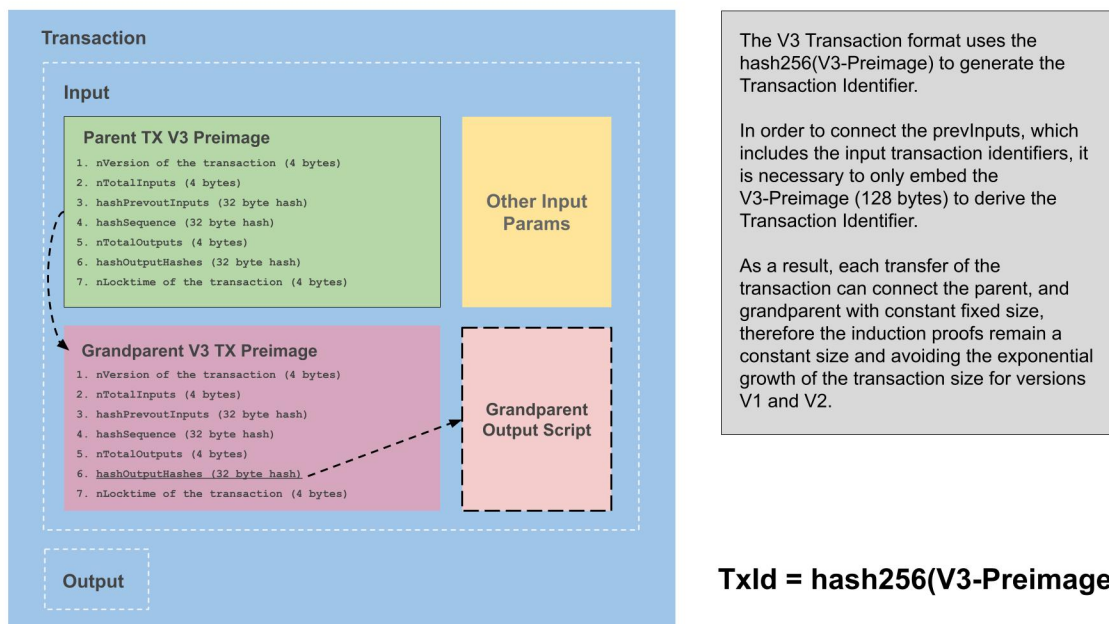 Transaction
Input
Parent TX V3 Preimage
1. nVersion of the transaction (4 bytes)
2. nTotalInputs (4 bytes)
3. hashPrevoutInputs (32 byte hash)
4. hashSequence (32 byte hash)
5. nTotalOutputs (4 bytes)
6. hashOutputHashes (32 byte hash)
7. nLocktime of the transaction (4 bytes)
Other Input
Params
Grandparent V3 TX Preimage
1. nVersion of the transaction (4 bytes)
2. nTotalInputs (4 bytes)
3. hashPrevoutInputs (32 byte hash)
4. hashSequence (32 byte hash)
5. nTotalOutputs (4 bytes)
6. hashOutputHashes (32 byte hash)
7. nLocktime of the transaction (4 bytes)
Grandparent
Output Script
Output
The V3 Transaction format uses the
hash256(V3-Preimage) to generate the
Transaction Identifier.
In order to connect the prevInputs, which
includes the input transaction identifiers, it
is necessary to only embed the
V3-Preimage (128 bytes) to derive the
Transaction Identifier.
As a result, each transfer of the
transaction can connect the parent, and
grandparent with constant fixed size,
therefore the induction proofs remain a
constant size and avoiding the exponential
growth of the transaction size for versions
V1 and V2.
TxId = hash256(V3-Preimage